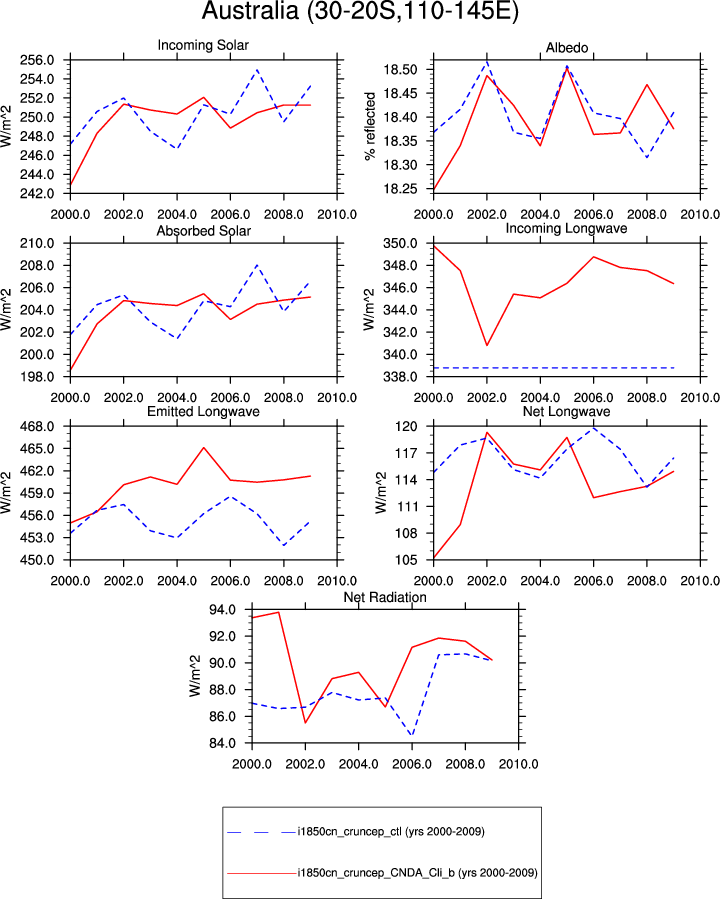 Australia (30-20S,110-145E)
Incoming Solar
W/m^2
256.0
254.0
252.0
250.0
248.0
246.0
244.0
242.0
2000.0 2002.0 2004.0 2006.0 2008.0 2010.0
Albedo
% reflected
18.50
18.45
18.40
18.35
18.30
18.25
2000.0 2002.0 2004.0 2006.0 2008.0 2010.0
Absorbed Solar
W/m^2
210.0
208.0
206.0
204.0
202.0
200.0
198.0
2000.0 2002.0 2004.0 2006.0 2008.0 2010.0
Incoming Longwave
W/m^2
350.0
348.0
346.0
344.0
342.0
340.0
338.0
2000.0 2002.0 2004.0 2006.0 2008.0 2010.0
Emitted Longwave
W/m^2
468.0
465.0
462.0
459.0
456.0
453.0
450.0
2000.0 2002.0 2004.0 2006.0 2008.0 2010.0
Net Longwave
W/m^2
120
117
114
111
108
105
2000.0 2002.0 2004.0 2006.0 2008.0 2010.0
Net Radiation
W/m^2
94.0
92.0
90.0
88.0
86.0
84.0
2000.0 2002.0 2004.0 2006.0 2008.0 2010.0
i1850cn_cruncep_ctl (yrs 2000-2009)
i1850cn_cruncep_CNDA_Cli_b (yrs 2000-2009)